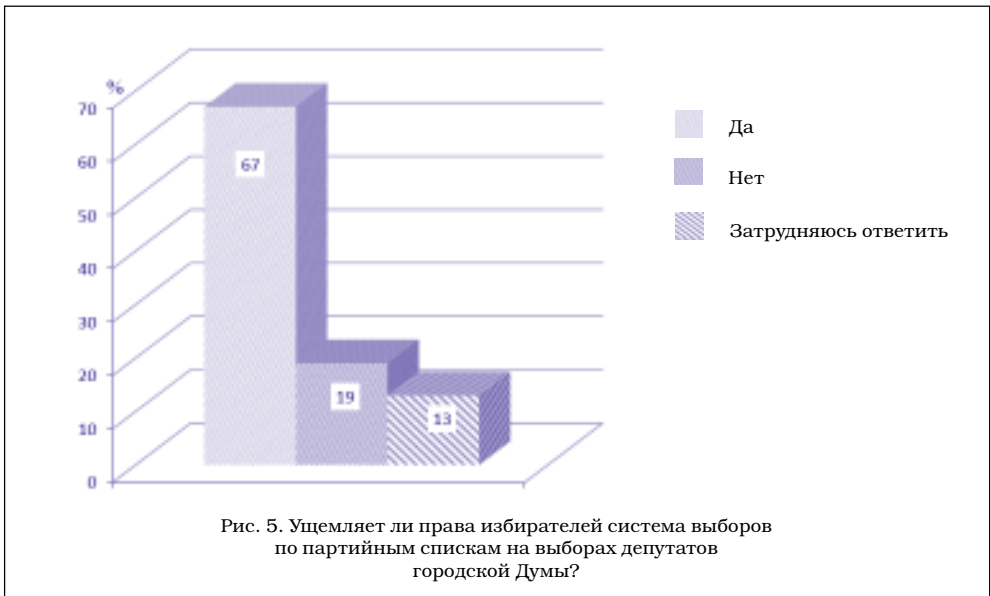 %
70
60
50
40
30
20
10
0
67
19
13
Да
Нет
Затрудняюсь ответить
Рис. 5. Ущемляет ли права избирателей система выборов
по партийным спискам на выборах депутатов
городской Думы?